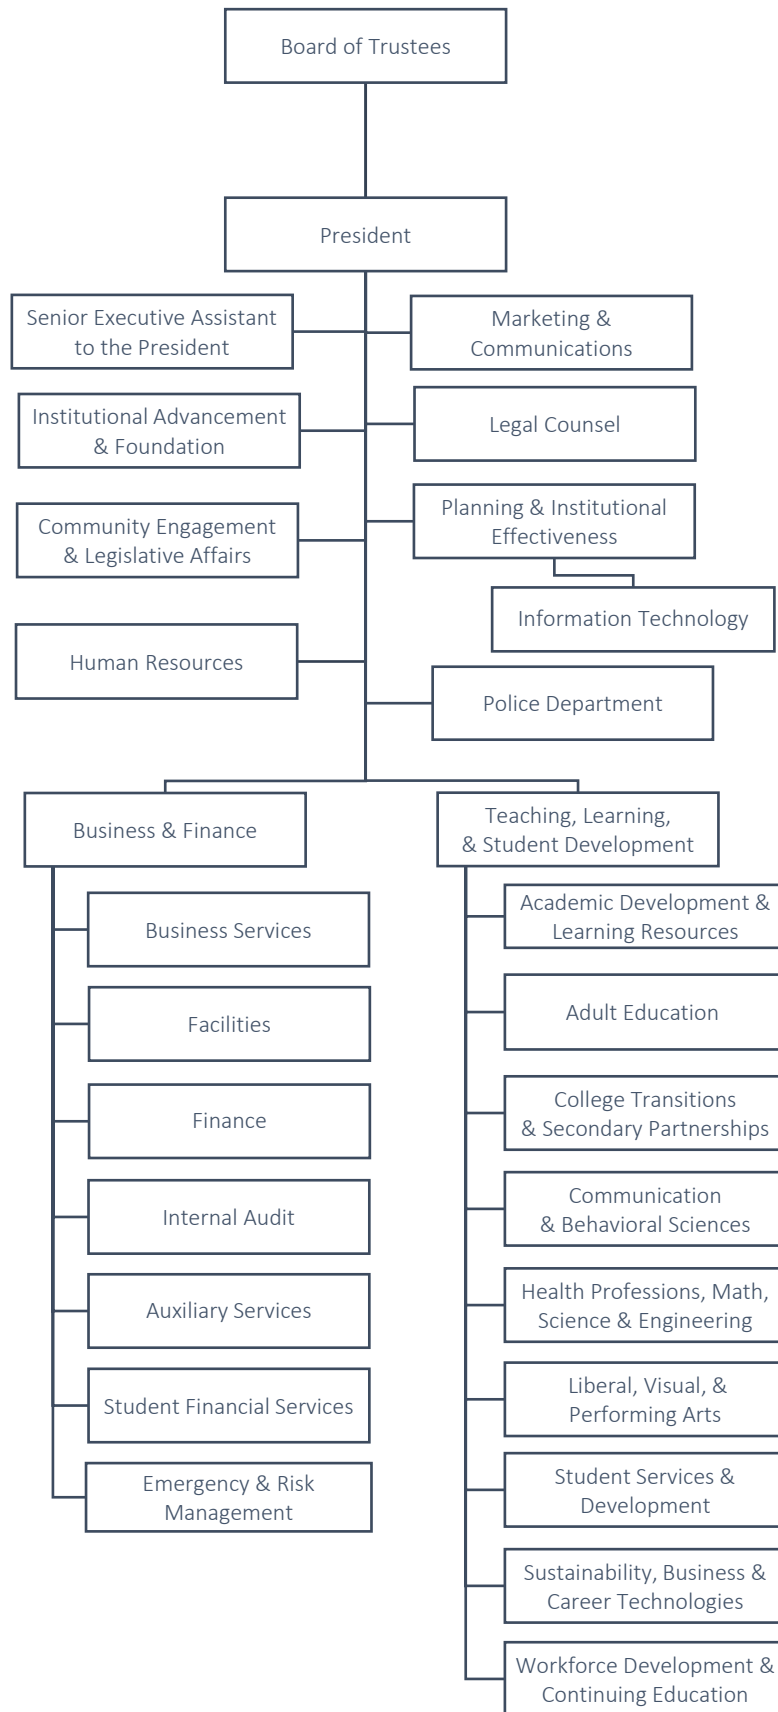 Board of Trustees
President
Senior Executive Assistant
to the President
Marketing &
Communications
Institutional Advancement
& Foundation
Legal Counsel
Community Engagement
& Legislative Affairs
Planning & Institutional
Effectiveness
Information Technology
Human Resources
Police Department
Business & Finance
Business Services
Facilities
Finance
Internal Audit
Auxiliary Services
Student Financial Services
Emergency & Risk
Management
Teaching, Learning,
& Student Development
Academic Development &
Learning Resources
Adult Education
College Transitions
& Secondary Partnerships
Communication
& Behavioral Sciences
Health Professions, Math,
Science & Engineering
Liberal, Visual, &
Performing Arts
Student Services &
Development
Sustainability, Business &
Career Technologies
Workforce Development &
Continuing Education